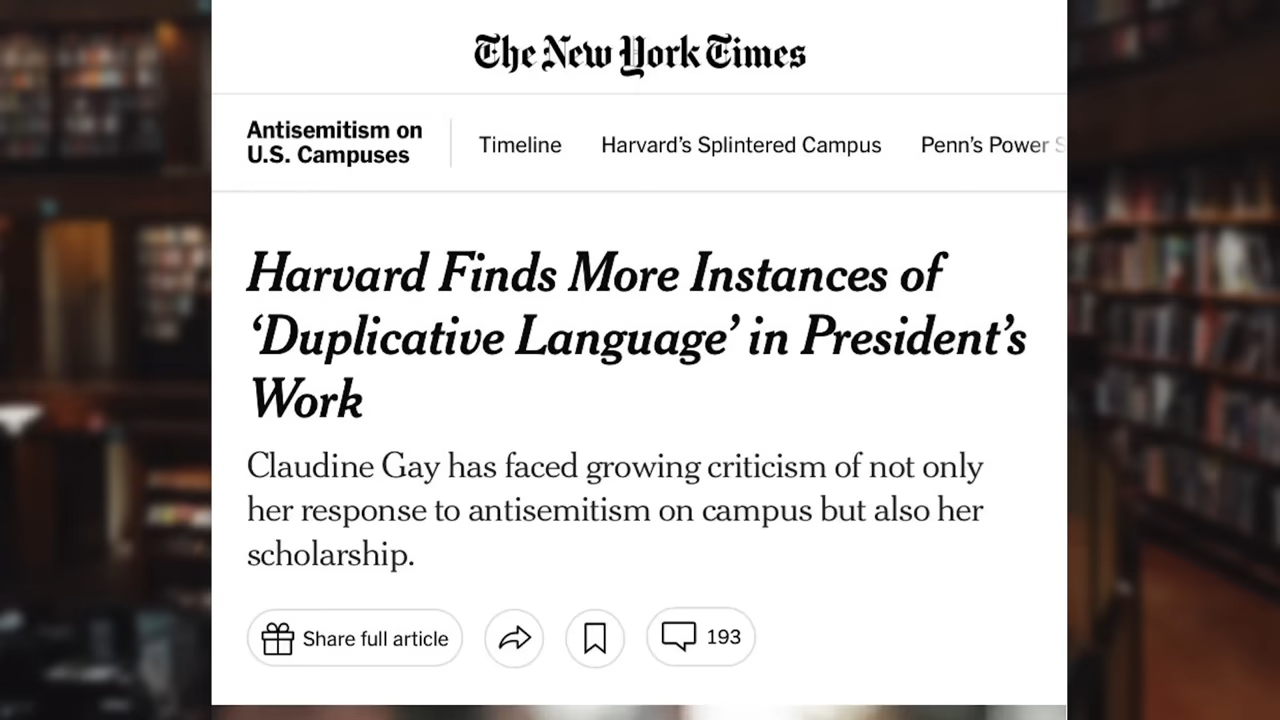 The New York Times
Antisemitism on
U.S. Campuses
Timeline
Harvard’s Splintered Campus
Penn’s Power
Harvard Finds More Instances of
‘Duplicative Language’ in President’s
Work
Claudine Gay has faced growing criticism of not only
her response to antisemitism on campus but also her
scholarship.
Share full article
193